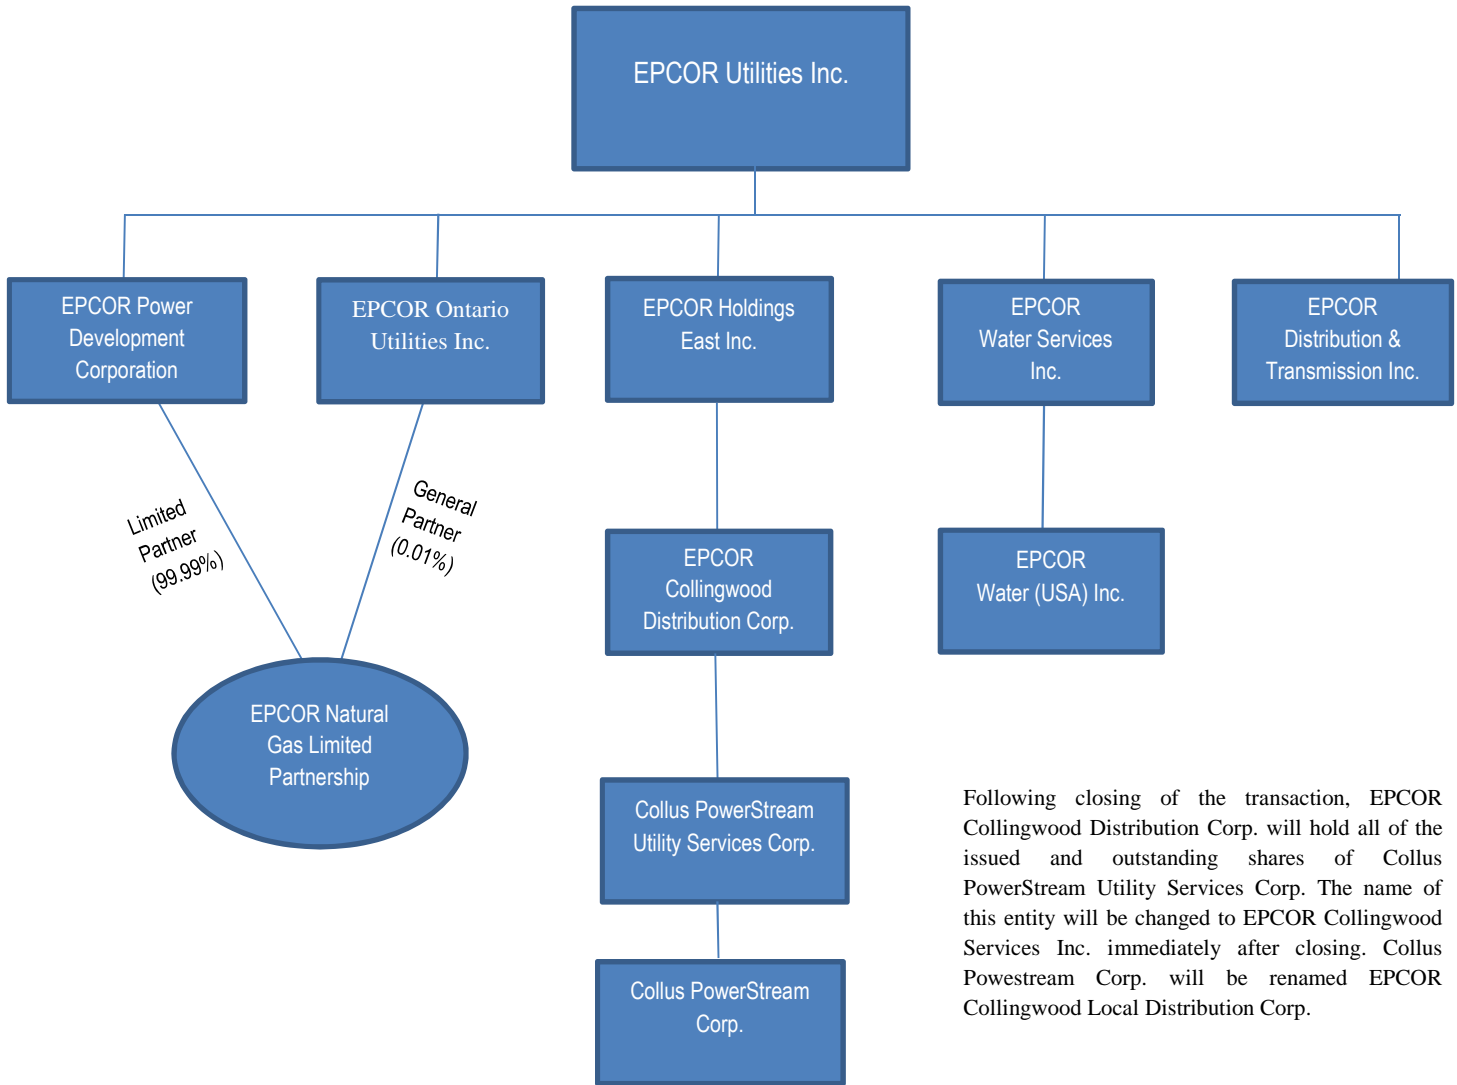 EPCOR Utilities Inc.
EPCOR Power
Development
Corporation
EPCOR Ontario
Utilities Inc.
EPCOR Holdings
East Inc.
EPCOR
Water Services
Inc.
EPCOR
Distribution &
Transmission Inc.
Limited
Partner
(99.99%)
General
Partner
(0.01%)
EPCOR
Collingwood
Distribution Corp.
EPCOR
Water (USA) Inc.
EPCOR Natural
Gas Limited
Partnership
Collus PowerStream
Utility Services Corp.
Collus PowerStream
Corp.
Following closing of the transaction, EPCOR
Collingwood Distribution Corp. will hold all of the
issued and outstanding shares of Collus
PowerStream Utility Services Corp. The name of
this entity will be changed to EPCOR Collingwood
Services Inc. immediately after closing. Collus
Powestream Corp. will be renamed EPCOR
Collingwood Local Distribution Corp.